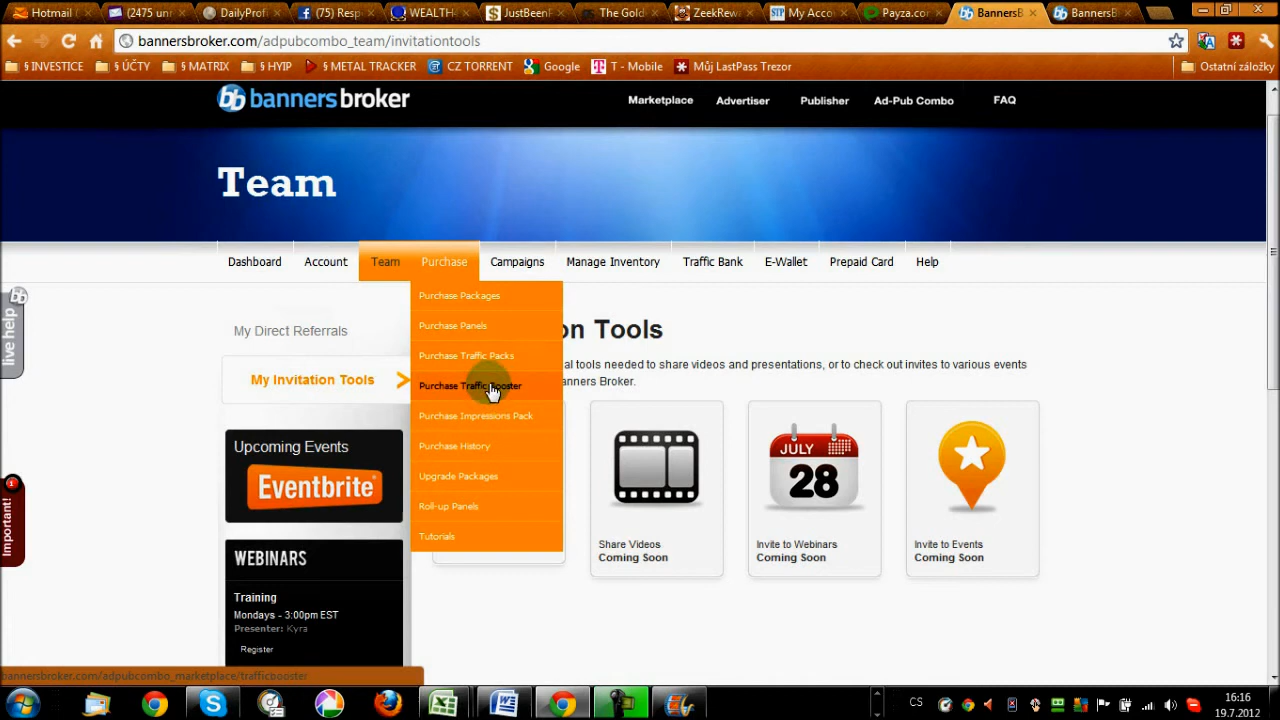 Hotmail
(2475 un
DailyProfi
(75) Resp
WEALTH
JustBeenF
The Gold
ZeekRewa
My Acco
Payza.com
BannersB
BannersB
bannersbroker.com/adpubcombo_team/invitationtools
§ INVESTICE
§ ÚČTY
§ MATRIX
§ HYIP
§ METAL TRACKER
CZ TORRENT
Google
T - Mobile
Můj LastPass Trezor
Ostatní záložky
bannersbroker
Marketplace
Advertiser
Publisher
Ad-Pub Combo
FAQ
Team
Dashboard
Account
Team
Purchase
Campaigns
Manage Inventory
Traffic Bank
E-Wallet
Prepaid Card
Help
Purchase Packages
Purchase Panels
Purchase Traffic Packs
Purchase Traffic Booster
Purchase Impressions Pack
Purchase History
Upgrade Packages
Roll-up Panels
Tutorials
live help
Important!
1
My Direct Referrals
My Invitation Tools
on Tools
al tools needed to share videos and presentations, or to check out invites to various events
anners Broker.
Upcoming Events
Eventbrite
WEBINARS
Training
Mondays - 3:00pm EST
Presenter: Kyra
Register
Share Videos
Coming Soon
JULY
28
Invite to Webinars
Coming Soon
Invite to Events
Coming Soon
bannersbroker.com/adpubcombo_marketplace/trafficbooster
CS
16:16
19.7.2012